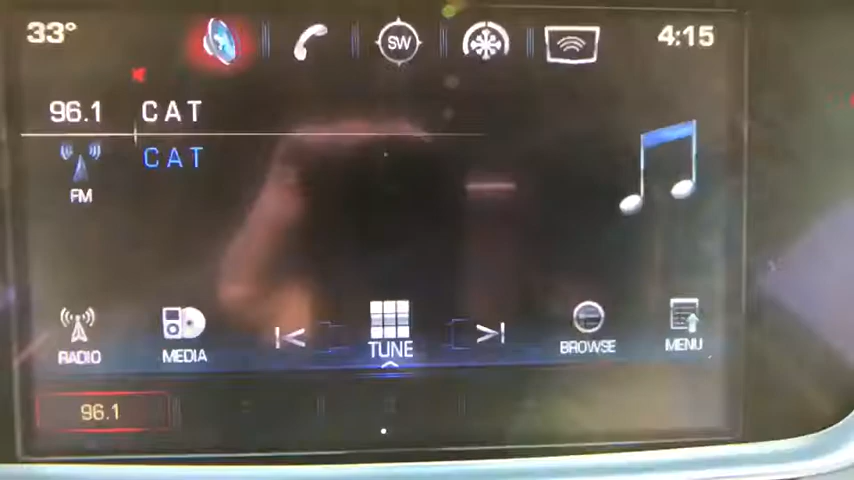 33° SW 4:15
96.1 CAT
CAT
FM
RADIO MEDIA TUNE BROWSE MENU
96.1